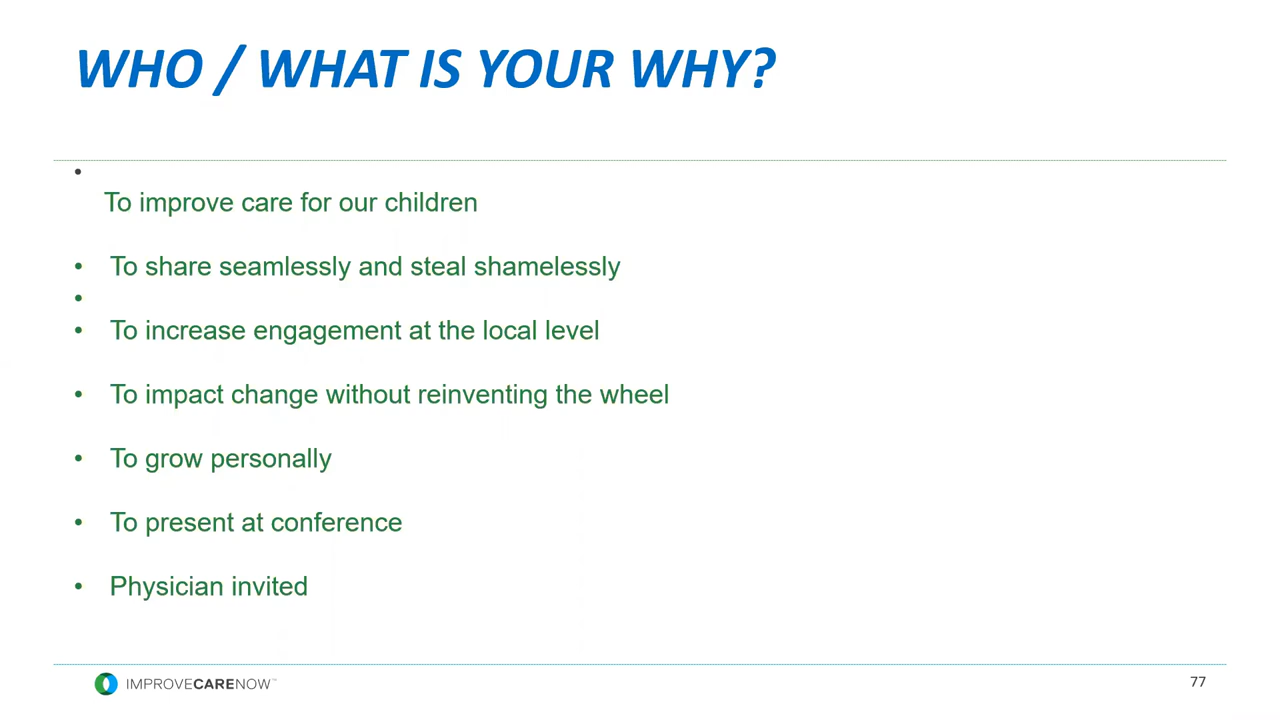 WHO / WHAT IS YOUR WHY?
•
To improve care for our children
• To share seamlessly and steal shamelessly
•
• To increase engagement at the local level
• To impact change without reinventing the wheel
• To grow personally
• To present at conference
• Physician invited
IMPROVECARENOW™
77